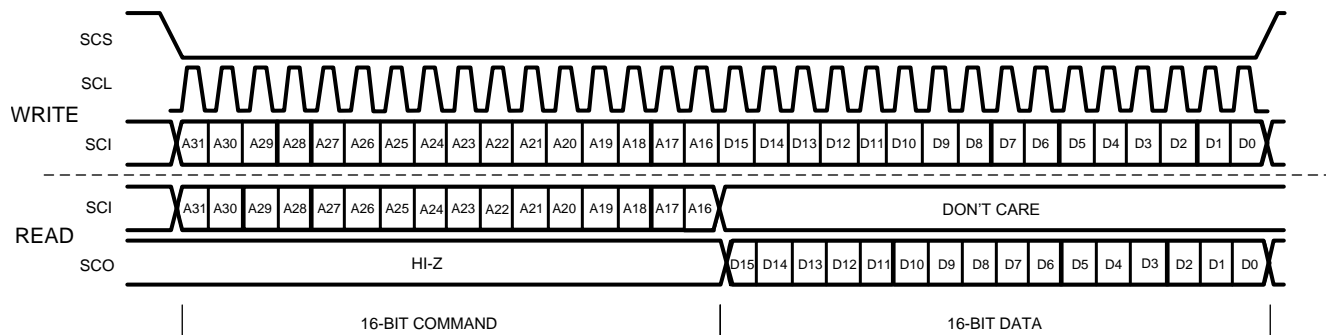 SCS
SCL
WRITE
SCI A31 A30 A29 A28 A27 A26 A25 A24 A23 A22 A21 A20 A19 A18 A17 A16 D15 D14 D13 D12 D11 D10 D9 D8 D7 D6 D5 D4 D3 D2 D1 D0
SCI A31 A30 A29 A28 A27 A26 A25 A24 A23 A22 A21 A20 A19 A18 A17 A16 DON'T CARE
READ
SCO HI-Z D15 D14 D13 D12 D11 D10 D9 D8 D7 D6 D5 D4 D3 D2 D1 D0
16-BIT COMMAND 16-BIT DATA